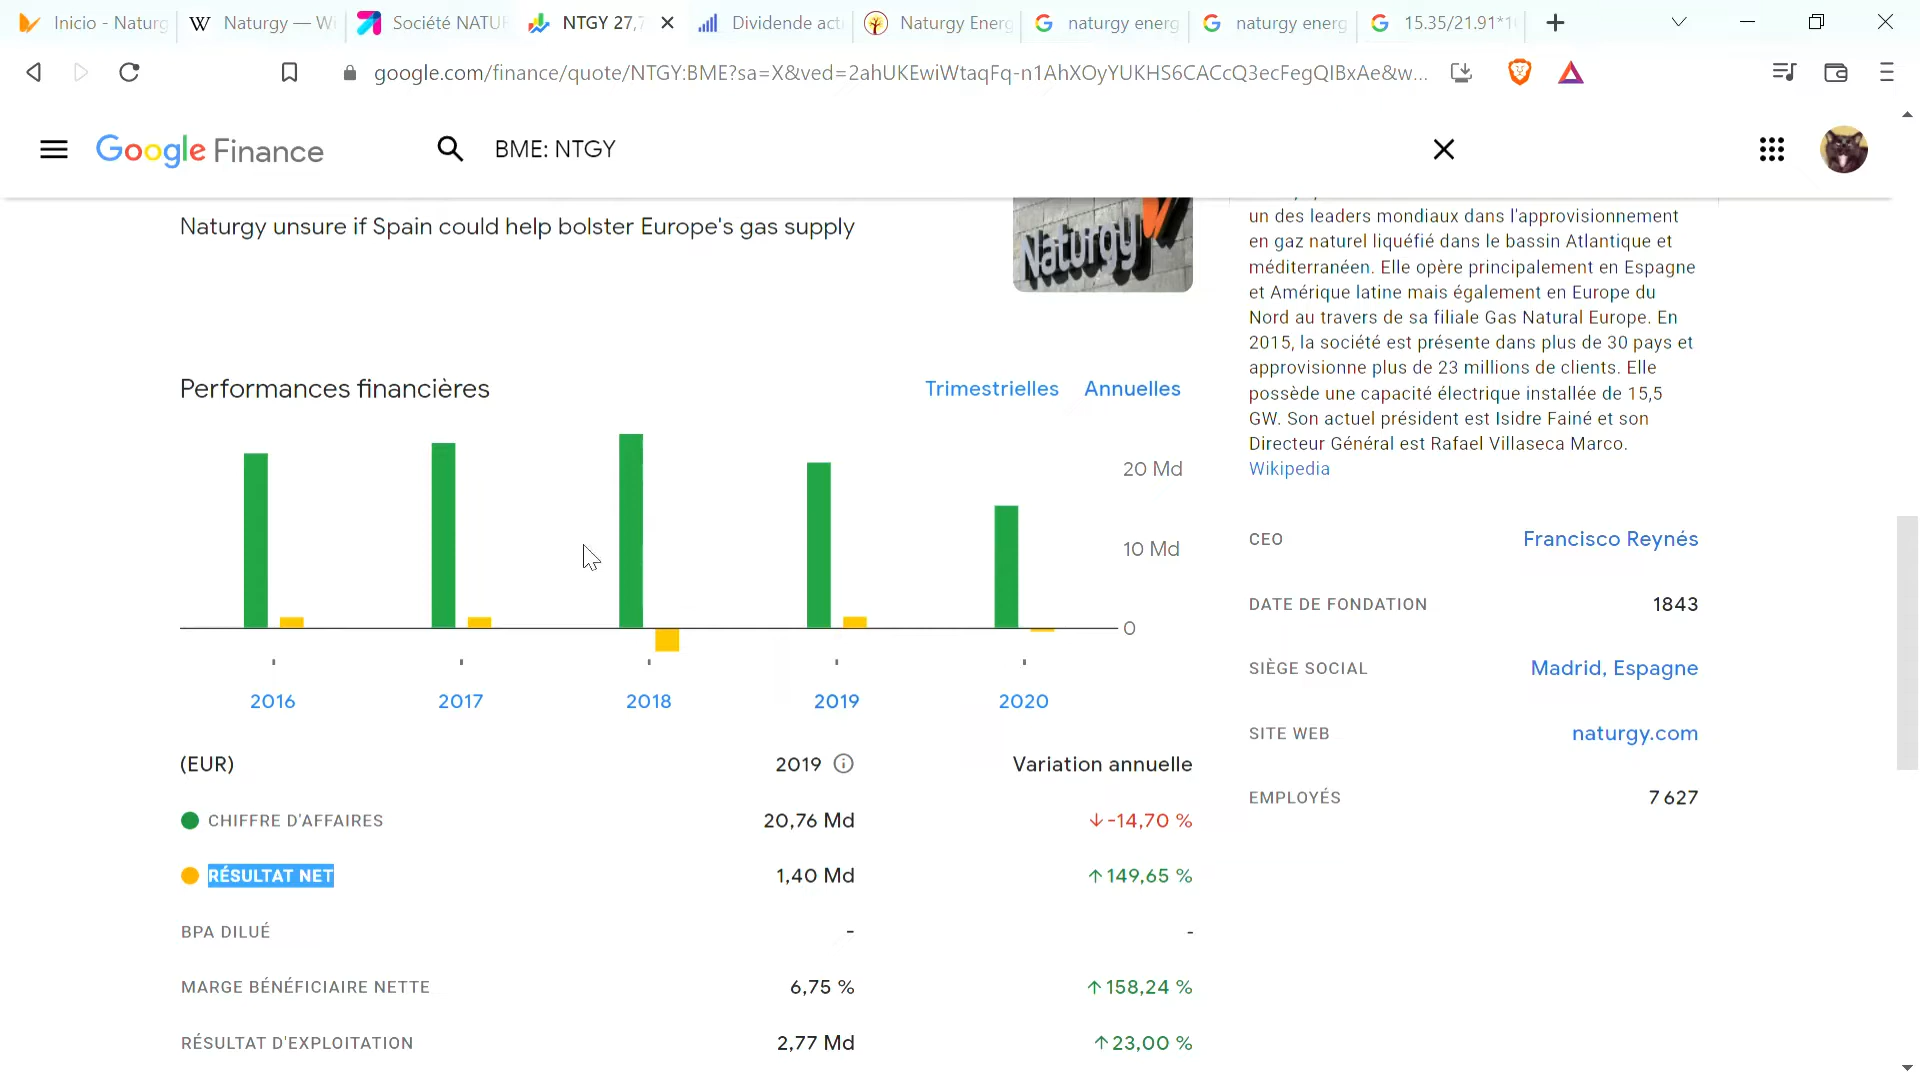 Inicio - Naturg
W Naturgy — Wi
Société NATUR
NTGY 27,7
Dividende acti
Naturgy Energ
naturgy energ
naturgy energ
15.35/21.91*1
google.com/finance/quote/NTGY:BME?sa=X&ved=2ahUKEwiWtaqFq-n1AhXOyYUKHS6CACcQ3ecFegQIBxAe&w...
Google Finance
BME: NTGY
Naturgy unsure if Spain could help bolster Europe's gas supply
Naturgy
un des leaders mondiaux dans l'approvisionnement
en gaz naturel liquéfié dans le bassin Atlantique et
méditerranéen. Elle opère principalement en Espagne
et Amérique latine mais également en Europe du
Nord au travers de sa filiale Gas Natural Europe. En
2015, la société est présente dans plus de 30 pays et
approvisionne plus de 23 millions de clients. Elle
possède une capacité électrique installée de 15,5
GW. Son actuel président est Isidre Fainé et son
Directeur Général est Rafael Villaseca Marco.
Wikipedia
Performances financières
Trimestrielles Annuelles
20 Md
10 Md
0
2016 2017 2018 2019 2020
(EUR) 2019 Variation annuelle
CHIFFRE D'AFFAIRES 20,76 Md -14,70 %
RÉSULTAT NET 1,40 Md 149,65 %
BPA DILUÉ - -
MARGE BÉNÉFICIAIRE NETTE 6,75 % 158,24 %
RÉSULTAT D'EXPLOITATION 2,77 Md 23,00 %
CEO Francisco Reynés
DATE DE FONDATION 1843
SIÈGE SOCIAL Madrid, Espagne
SITE WEB naturgy.com
EMPLOYÉS 7 627